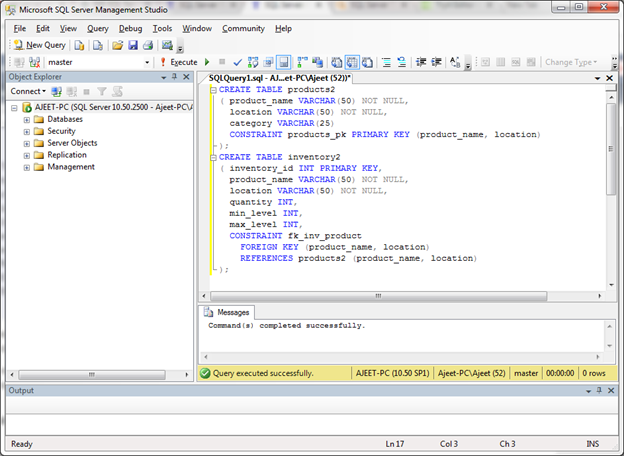 Microsoft SQL Server Management Studio
File Edit View Query Debug Tools Window Community Help
New Query
master Execute Change Type
Object Explorer
Connect
AJEET-PC (SQL Server 10.50.2500 - Ajeet-PC\A
Databases
Security
Server Objects
Replication
Management
SQLQuery1.sql - AJ...et-PC\Ajeet (52))*
CREATE TABLE products2
( product_name VARCHAR(50) NOT NULL,
location VARCHAR(50) NOT NULL,
category VARCHAR(25)
CONSTRAINT products_pk PRIMARY KEY (product_name, location)
);
CREATE TABLE inventory2
( inventory_id INT PRIMARY KEY,
product_name VARCHAR(50) NOT NULL,
location VARCHAR(50) NOT NULL,
quantity INT,
min_level INT,
max_level INT,
CONSTRAINT fk_inv_product
FOREIGN KEY (product_name, location)
REFERENCES products2 (product_name, location)
);
Messages
Command(s) completed successfully.
Query executed successfully. AJEET-PC (10.50 SP1) Ajeet-PC\Ajeet (52) master 00:00:00 0 rows
Output
Ready Ln 17 Col 3 Ch 3 INS